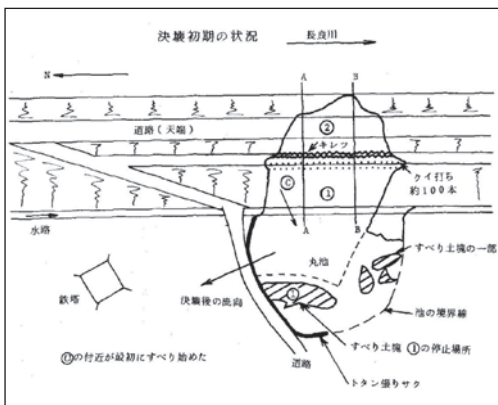 決壊初期の状況
長良川
N
A
B
道路(天端)
②
キレツ
クイ打ち
約100本
Ⓒ
①
A
B
水路
すべり土塊の一部
丸池
決壊後の流向
鉄塔
①
池の境界線
すべり土塊①の停止場所
道路
Ⓒの付近が最初にすべり始めた
トタン張りサク